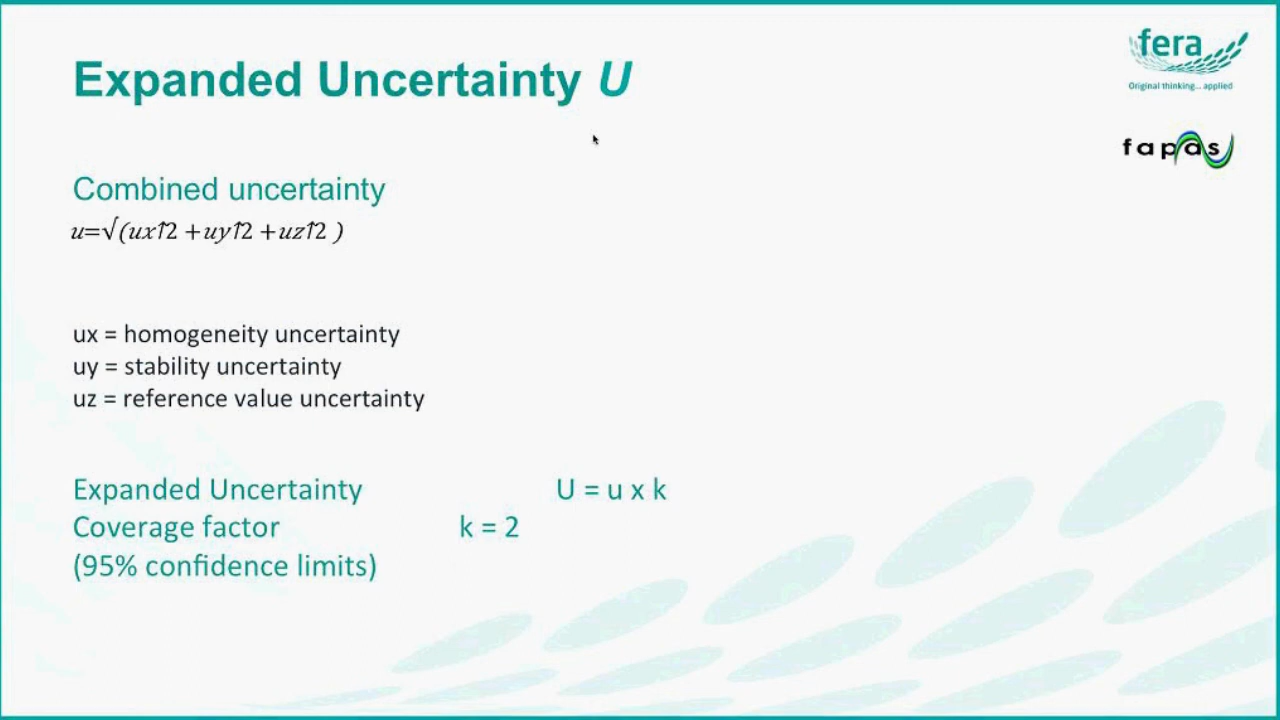 Expanded Uncertainty U
fera
Original thinking... applied
fapas
Combined uncertainty
u=√(ux↑2 +uy↑2 +uz↑2 )
ux = homogeneity uncertainty
uy = stability uncertainty
uz = reference value uncertainty
Expanded Uncertainty U = u x k
Coverage factor k = 2
(95% confidence limits)